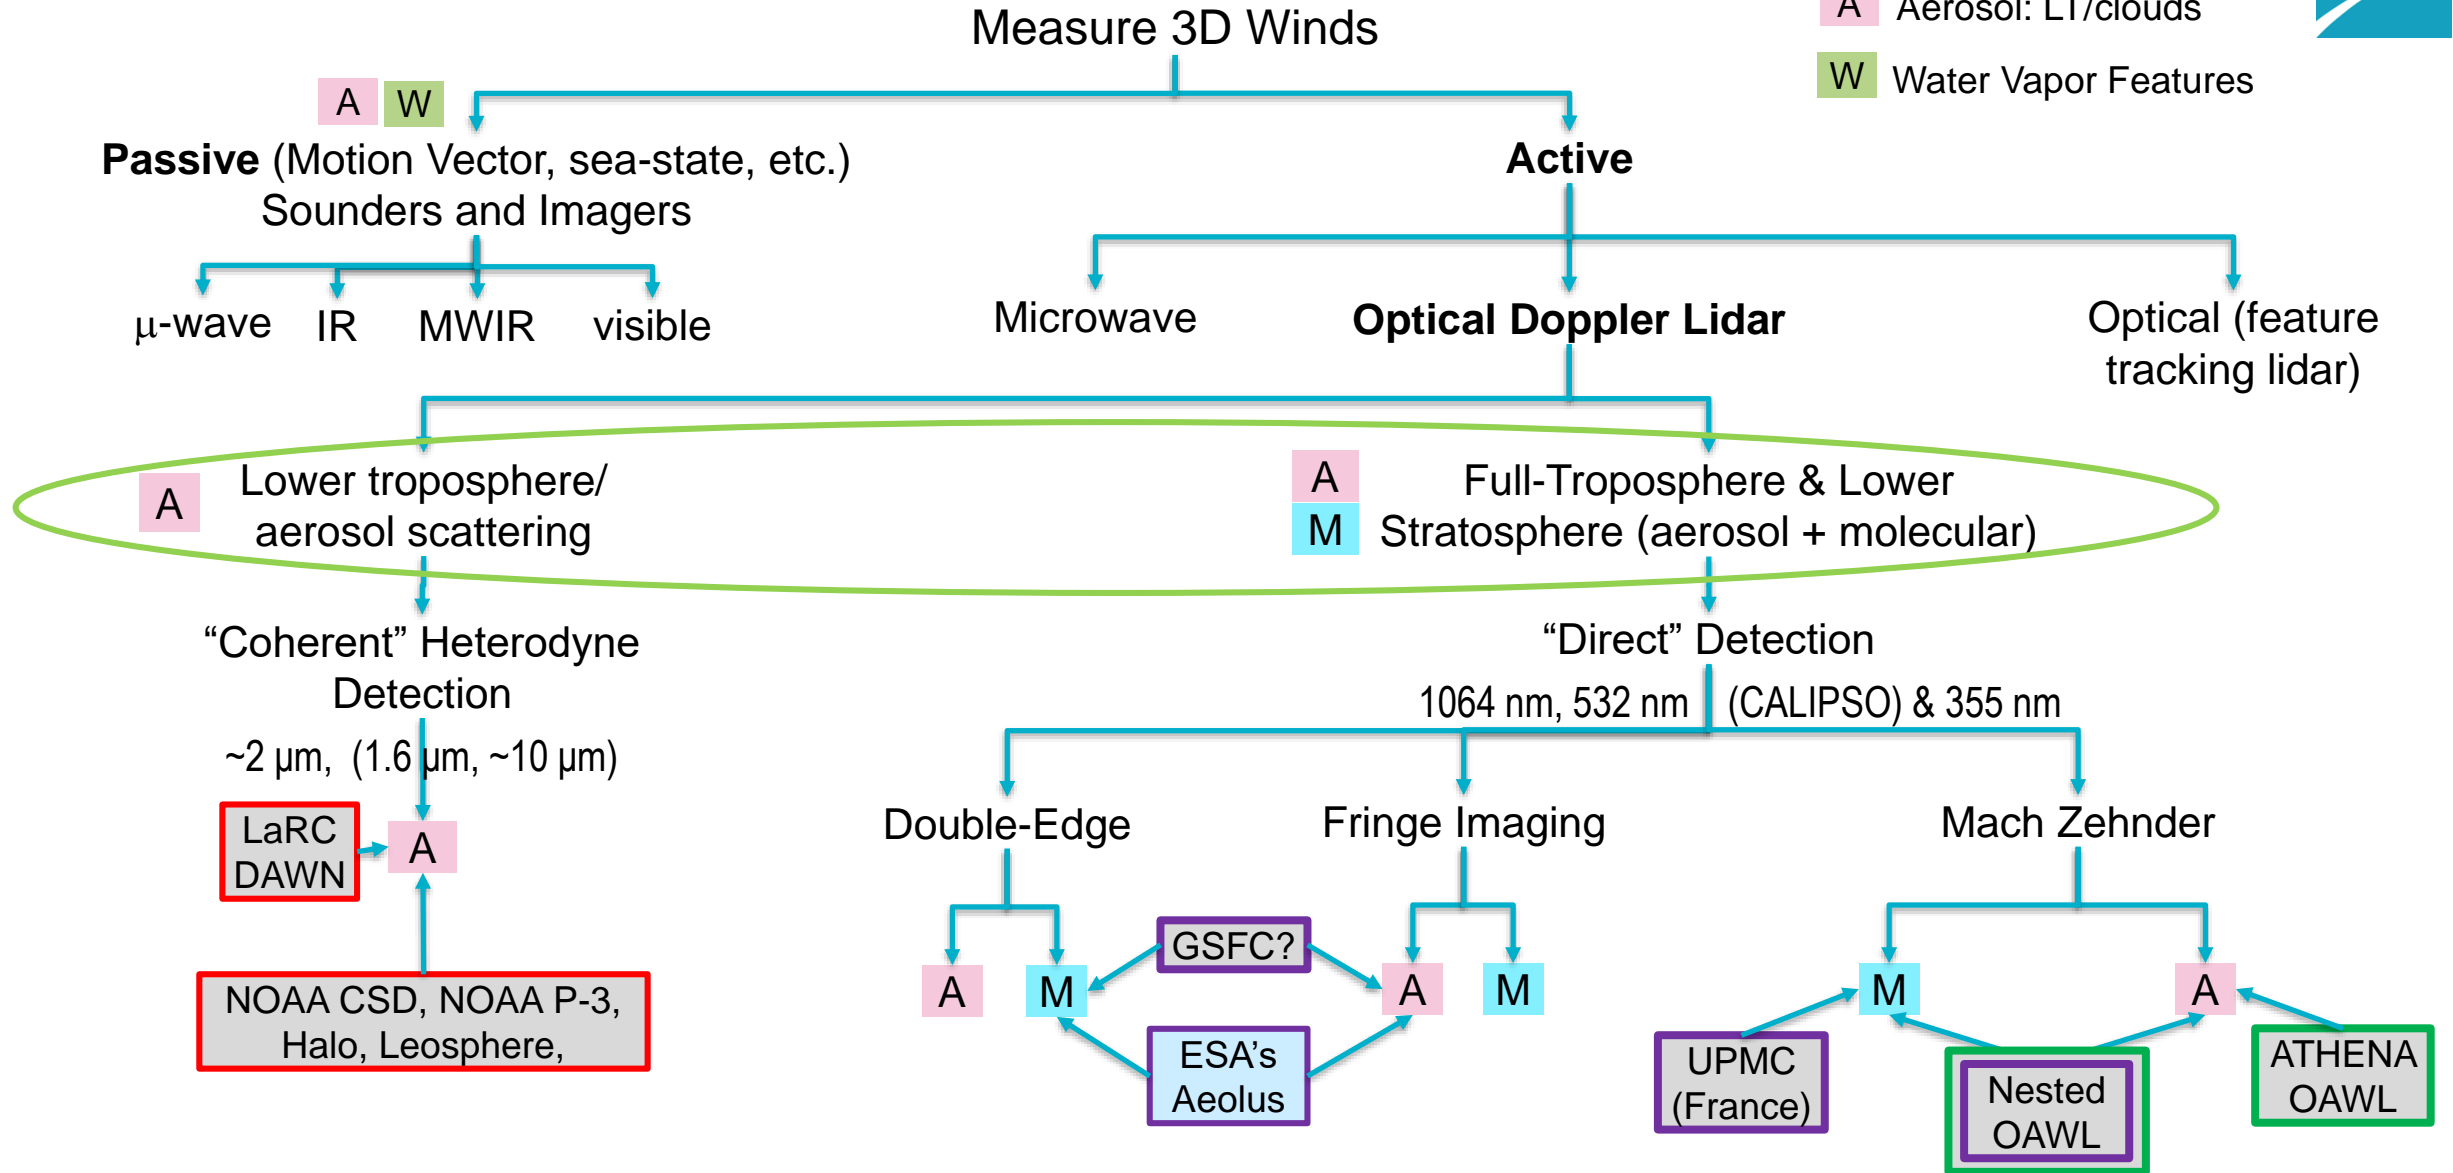 Measure 3D Winds
A Aerosol: LT/clouds
W Water Vapor Features
A W
Passive (Motion Vector, sea-state, etc.)
Sounders and Imagers
Active
μ-wave IR MWIR visible
Microwave
Optical Doppler Lidar
Optical (feature
tracking lidar)
A
Lower troposphere/
aerosol scattering
A
M
Full-Troposphere & Lower
Stratosphere (aerosol + molecular)
“Coherent” Heterodyne
Detection
~2 μm, (1.6 μm, ~10 μm)
“Direct” Detection
1064 nm, 532 nm (CALIPSO) & 355 nm
LaRC
DAWN
A
NOAA CSD, NOAA P-3,
Halo, Leosphere,
Double-Edge
Fringe Imaging
Mach Zehnder
A M
GSFC?
A M
M A
ESA’s
Aeolus
UPMC
(France)
Nested
OAWL
ATHENA
OAWL